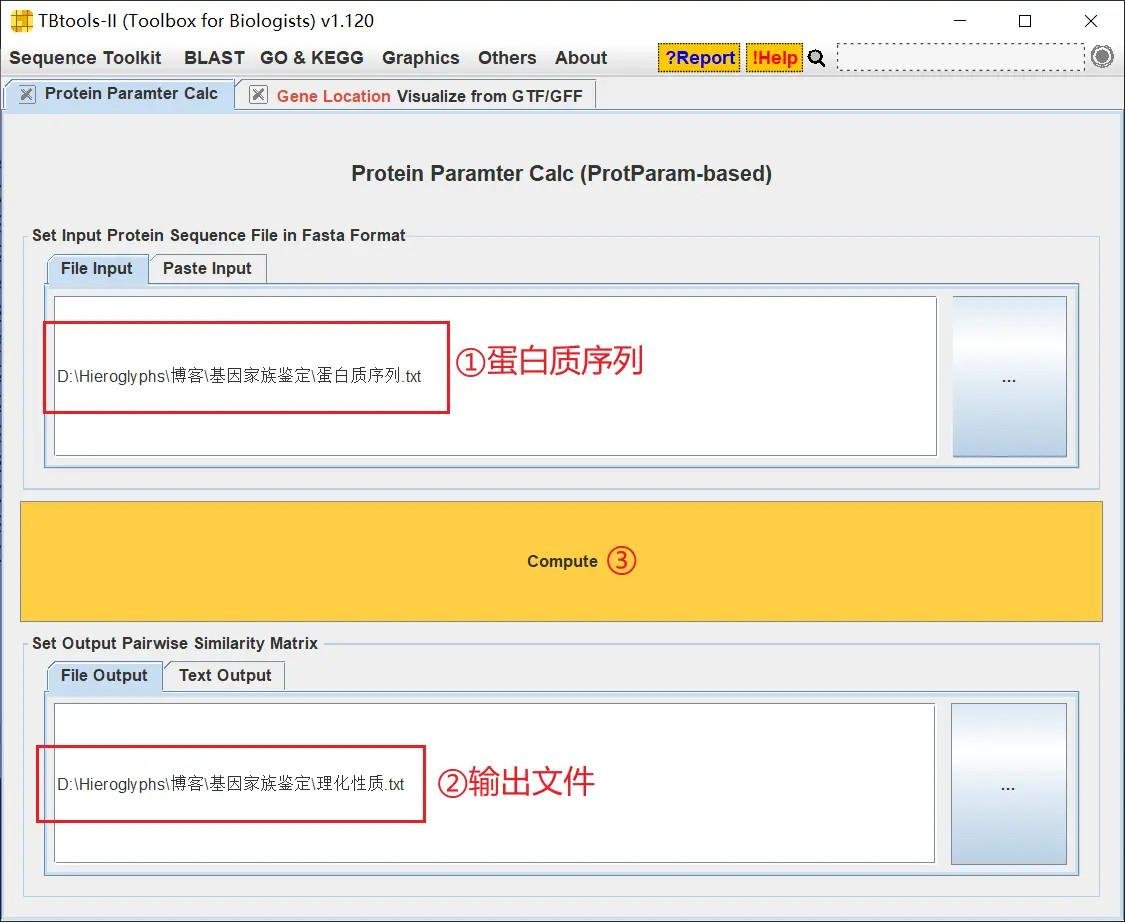 TBtools-II (Toolbox for Biologists) v1.120
Sequence Toolkit BLAST GO & KEGG Graphics Others About ?Report !Help
Protein Paramter Calc Gene Location Visualize from GTF/GFF
Protein Paramter Calc (ProtParam-based)
Set Input Protein Sequence File in Fasta Format
File Input Paste Input
D:\Hieroglyphs\博客\基因家族鉴定\蛋白质序列.txt ①蛋白质序列 ...
Compute ③
Set Output Pairwise Similarity Matrix
File Output Text Output
D:\Hieroglyphs\博客\基因家族鉴定\理化性质.txt ②输出文件 ...